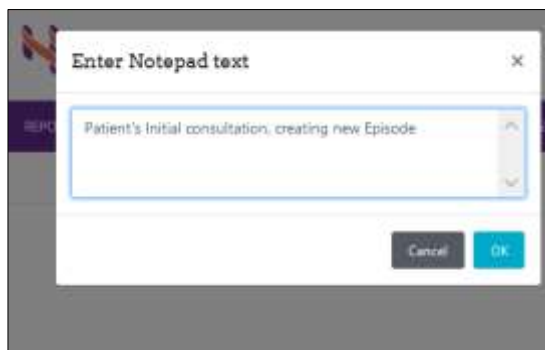 Enter Notepad text
×
Patient's Initial consultation, creating new Episode
Cancel
OK